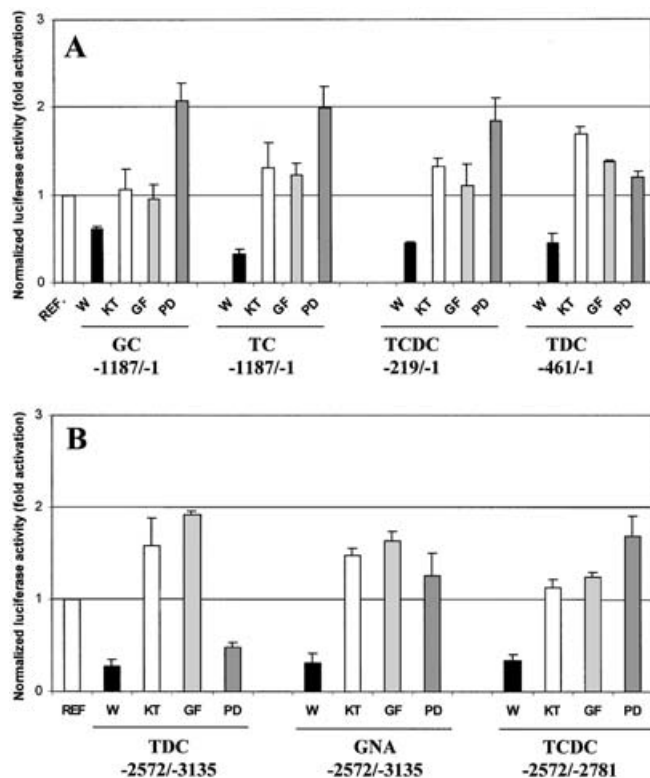 A
Normalized luciferase activity (fold activation)
3
2
1
0
REF. W KT GF PD W KT GF PD W KT GF PD W KT GF PD
GC TC TCDC TDC
-1187/-1 -1187/-1 -219/-1 -461/-1
B
Normalized luciferase activity (fold activation)
3
2
1
0
REF W KT GF PD W KT GF PD W KT GF PD
TDC GNA TCDC
-2572/-3135 -2572/-3135 -2572/-2781